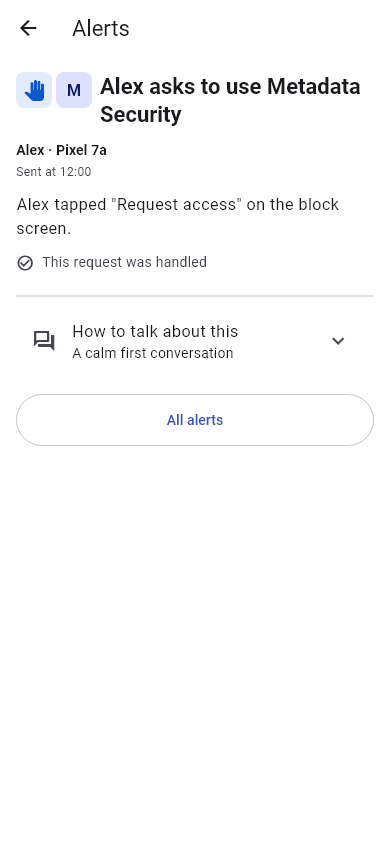 Alerts
M
Alex asks to use Metadata
Security
Alex · Pixel 7a
Sent at 12:00
Alex tapped "Request access" on the block
screen.
This request was handled
How to talk about this
A calm first conversation
All alerts